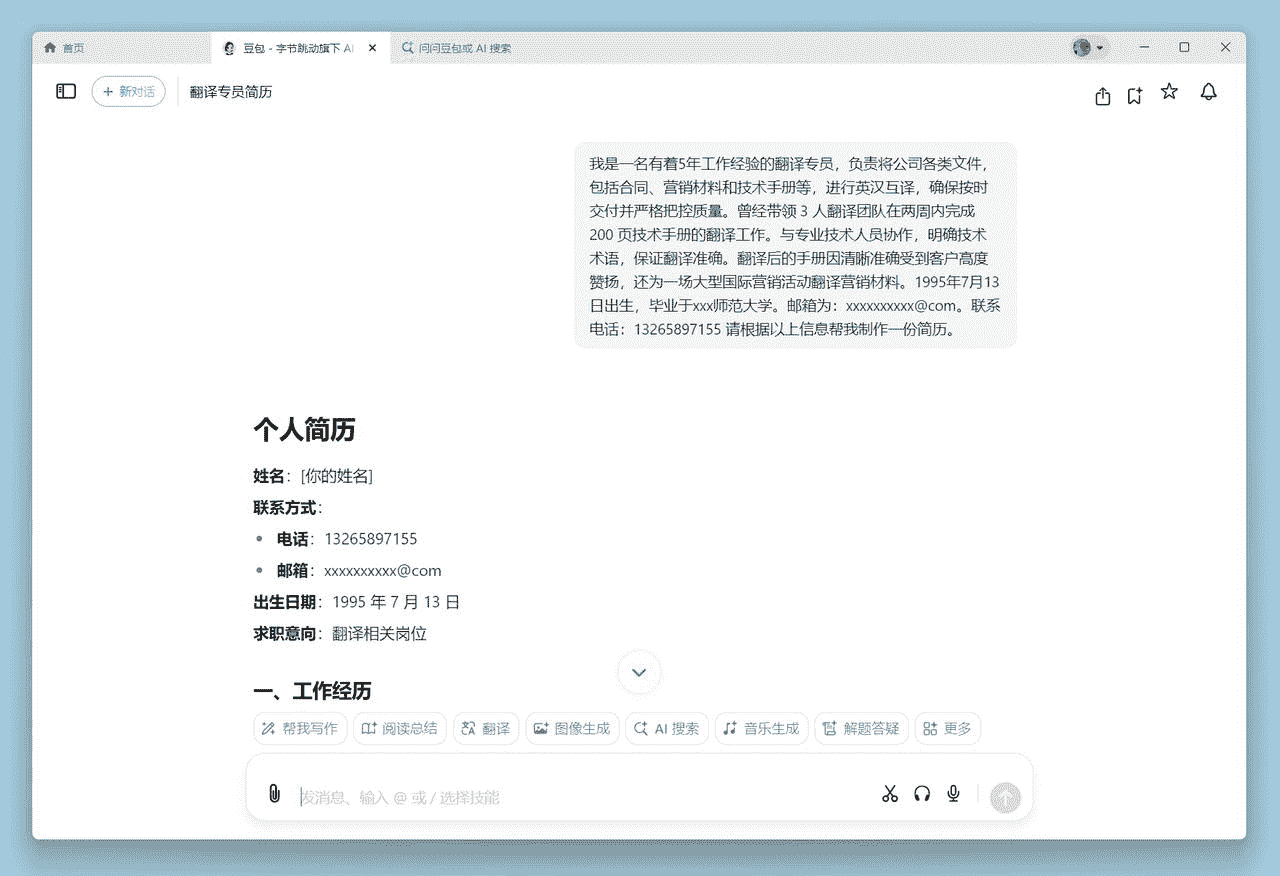 首页
豆包 - 字节跳动旗下 AI
问问豆包或 AI 搜索
新对话
翻译专员简历
我是一名有着5年工作经验的翻译专员，负责将公司各类文件，
包括合同、营销材料和技术手册等，进行英汉互译，确保按时
交付并严格把控质量。曾经带领 3 人翻译团队在两周内完成
200 页技术手册的翻译工作。与专业技术人员协作，明确技术
术语，保证翻译准确。翻译后的手册因清晰准确受到客户高度
赞扬，还为一场大型国际营销活动翻译营销材料。1995年7月13
日出生，毕业于xxx师范大学。邮箱为：xxxxxxxxxx@com。联系
电话：13265897155 请根据以上信息帮我制作一份简历。
个人简历
姓名：[你的姓名]
联系方式：
电话：13265897155
邮箱：xxxxxxxxxx@com
出生日期：1995 年 7 月 13 日
求职意向：翻译相关岗位
一、工作经历
帮我写作
阅读总结
翻译
图像生成
AI 搜索
音乐生成
解题答疑
更多
发消息、输入 @ 或 / 选择技能